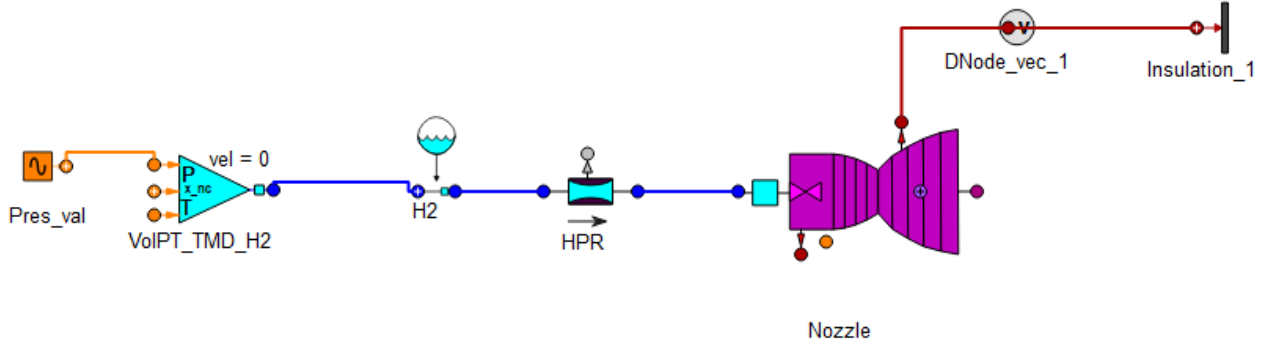 V
DNode_vec_1
Insulation_1
vel = 0
P
x_nc
T
Pres_val
VolPT_TMD_H2
H2
HPR
Nozzle